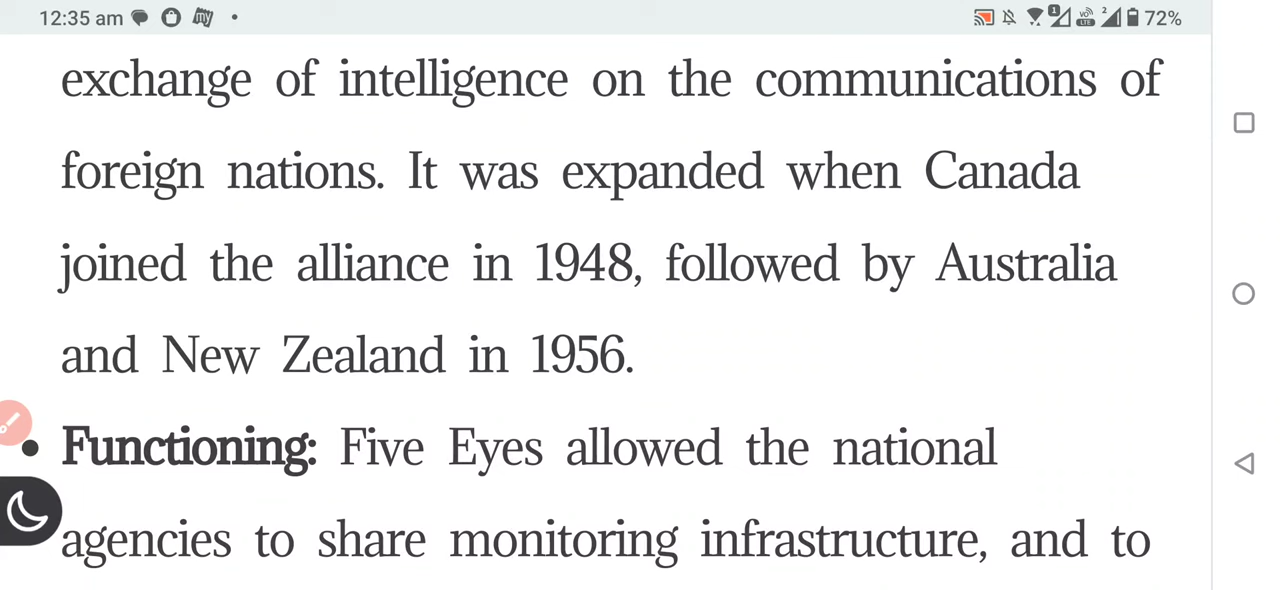 12:35 am 72%
exchange of intelligence on the communications of
foreign nations. It was expanded when Canada
joined the alliance in 1948, followed by Australia
and New Zealand in 1956.
• Functioning: Five Eyes allowed the national
agencies to share monitoring infrastructure, and to